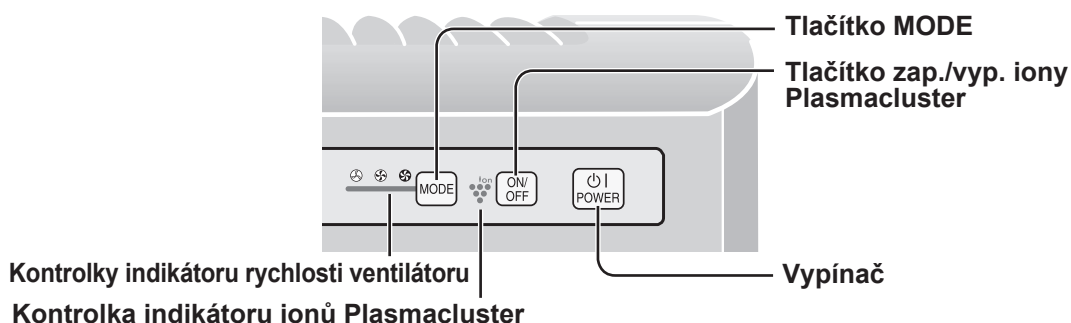 Tlačítko MODE
Tlačítko zap./vyp. iony
Plasmacluster
Ion
MODE
ON/
OFF
POWER
Kontrolky indikátoru rychlosti ventilátoru
Vypínač
Kontrolka indikátoru ionů Plasmacluster